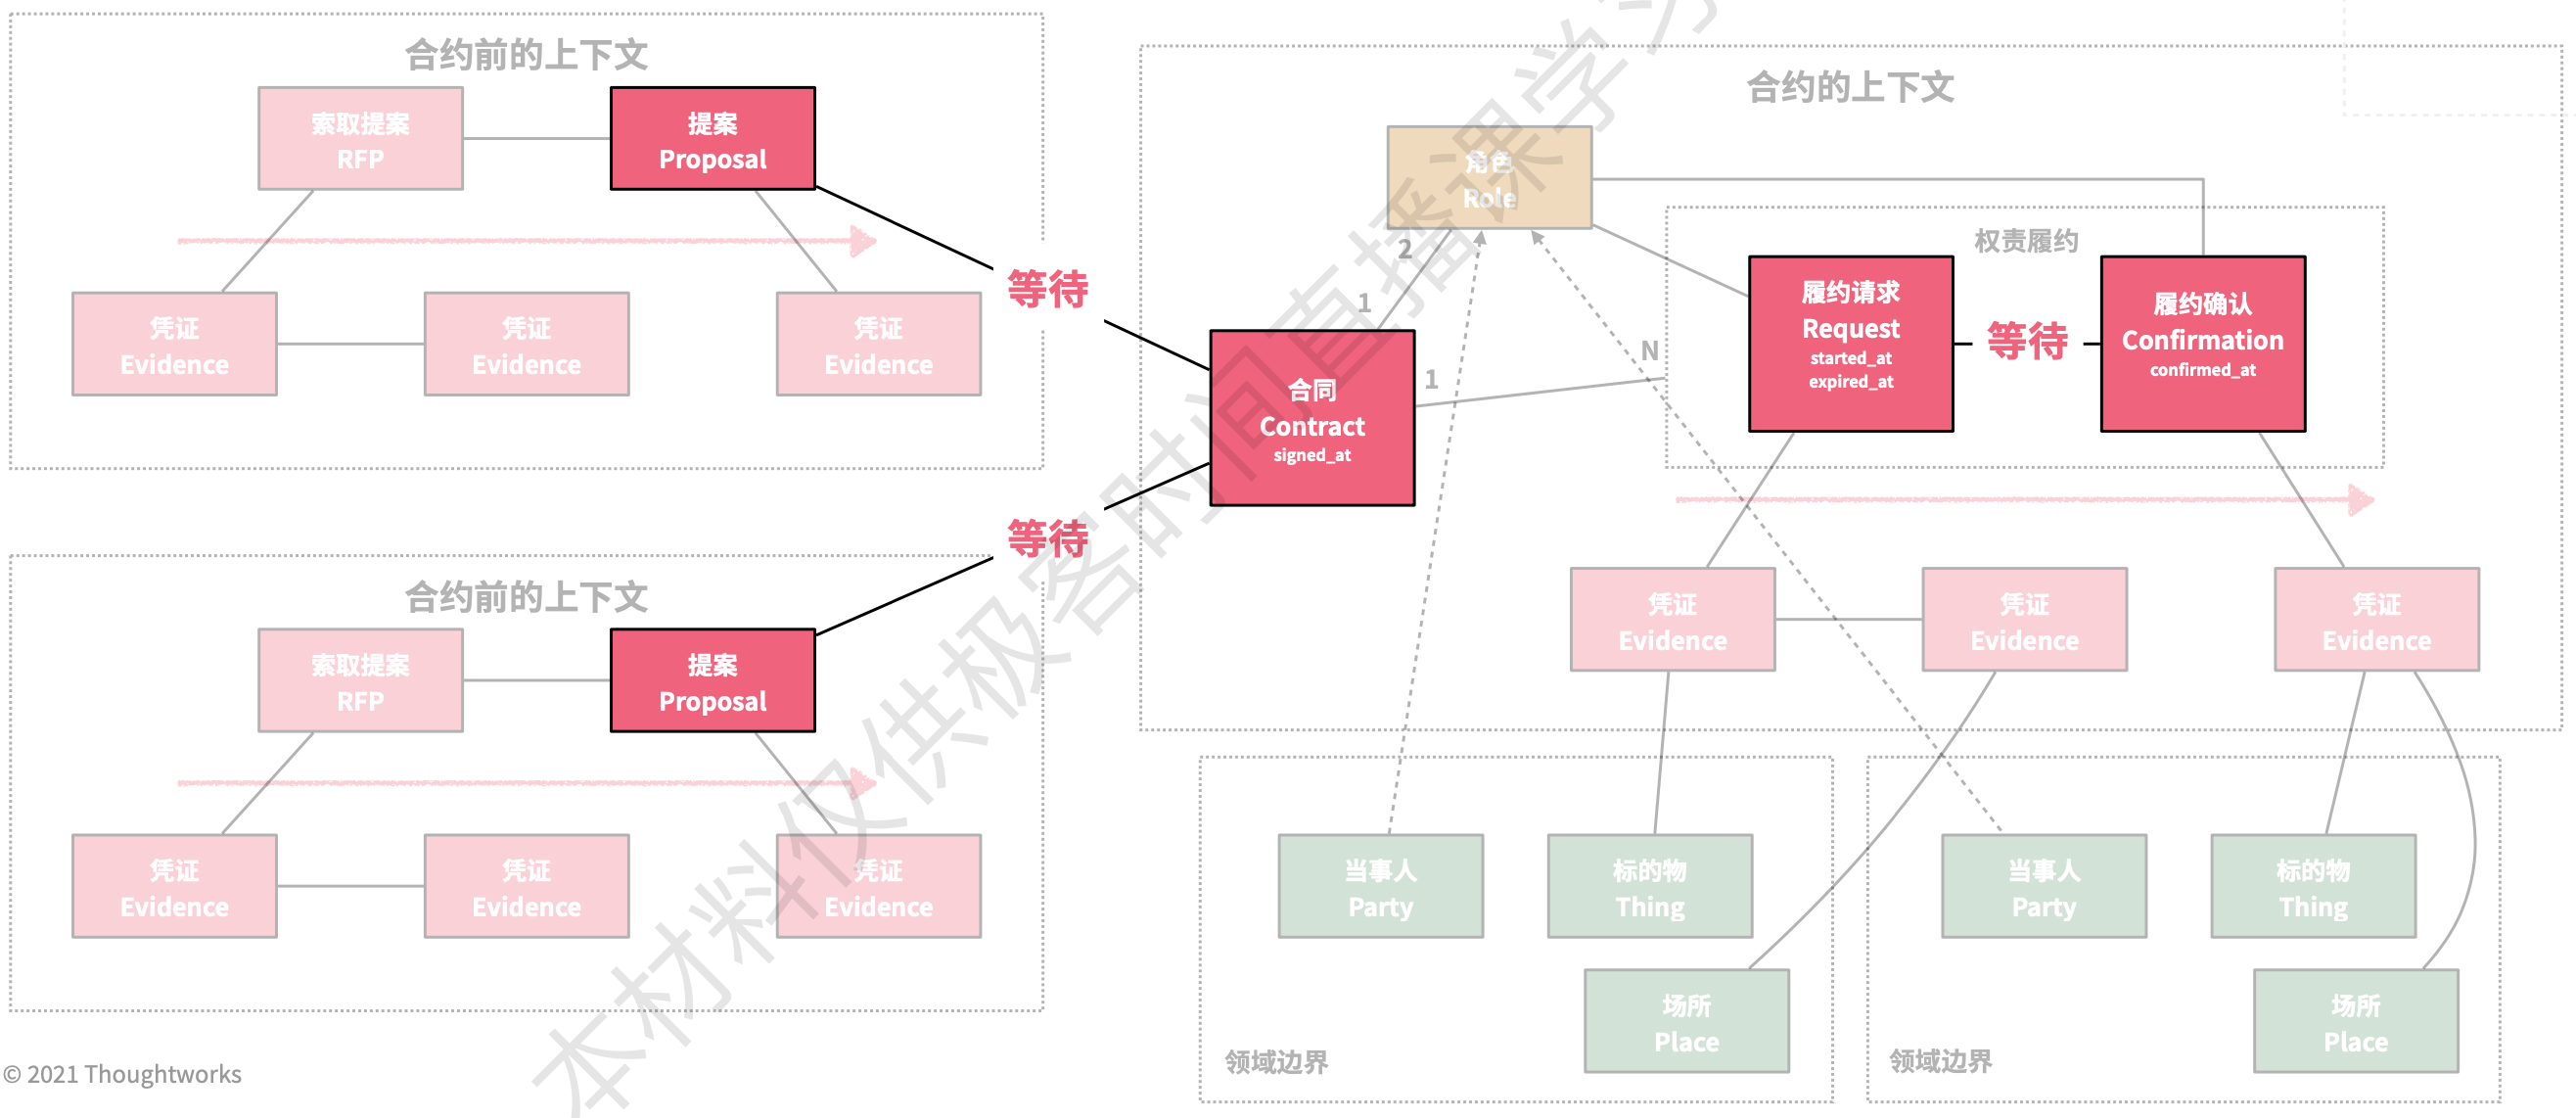 合约前的上下文
索取提案
RFP
提案
Proposal
凭证
Evidence
凭证
Evidence
凭证
Evidence
等待
合约前的上下文
索取提案
RFP
提案
Proposal
凭证
Evidence
凭证
Evidence
凭证
Evidence
等待
合约的上下文
角色
Role
2
1
合同
Contract
signed_at
1
N
权责履约
履约请求
Request
started_at
expired_at
等待
履约确认
Confirmation
confirmed_at
凭证
Evidence
凭证
Evidence
凭证
Evidence
当事人
Party
标的物
Thing
场所
Place
领域边界
当事人
Party
标的物
Thing
场所
Place
领域边界
© 2021 Thoughtworks
本材料仅供极客时间直播课学习